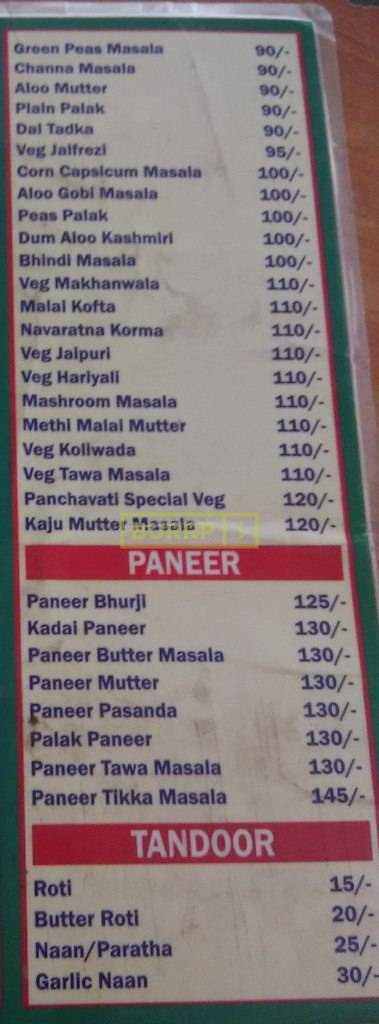 Green Peas Masala 90/-
Channa Masala 90/-
Aloo Mutter 90/-
Plain Palak 90/-
Dal Tadka 90/-
Veg Jalfrezi 95/-
Corn Capsicum Masala 100/-
Aloo Gobi Masala 100/-
Peas Palak 100/-
Dum Aloo Kashmiri 100/-
Bhindi Masala 100/-
Veg Makhanwala 110/-
Malai Kofta 110/-
Navaratna Korma 110/-
Veg Jaipuri 110/-
Veg Hariyali 110/-
Mashroom Masala 110/-
Methi Malai Mutter 110/-
Veg Koliwada 110/-
Veg Tawa Masala 110/-
Panchavati Special Veg 120/-
Kaju Mutter Masala 120/-
BURRP!
PANEER
Paneer Bhurji 125/-
Kadai Paneer 130/-
Paneer Butter Masala 130/-
Paneer Mutter 130/-
Paneer Pasanda 130/-
Palak Paneer 130/-
Paneer Tawa Masala 130/-
Paneer Tikka Masala 145/-
TANDOOR
Roti 15/-
Butter Roti 20/-
Naan/Paratha 25/-
Garlic Naan 30/-